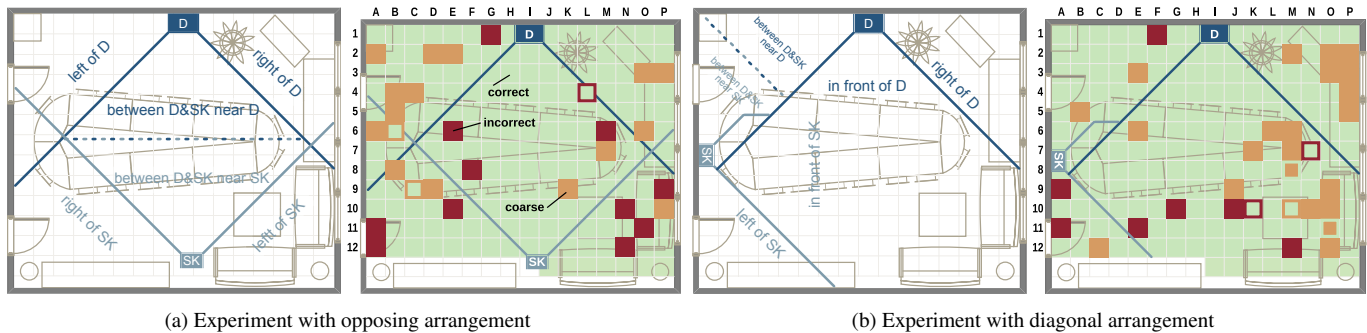 D
left of D
right of D
between D&SK near D
between D&SK near SK
right of SK
left of SK
SK
A B C D E F G H I J K L M N O P
1
2
3
4
5
6
7
8
9
10
11
12
D
correct
incorrect
coarse
SK
(a) Experiment with opposing arrangement
D
between D&SK
near D
between D&SK
near SK
in front of D
right of D
SK
in front of SK
left of SK
A B C D E F G H I J K L M N O P
1
2
3
4
5
6
7
8
9
10
11
12
D
SK
(b) Experiment with diagonal arrangement